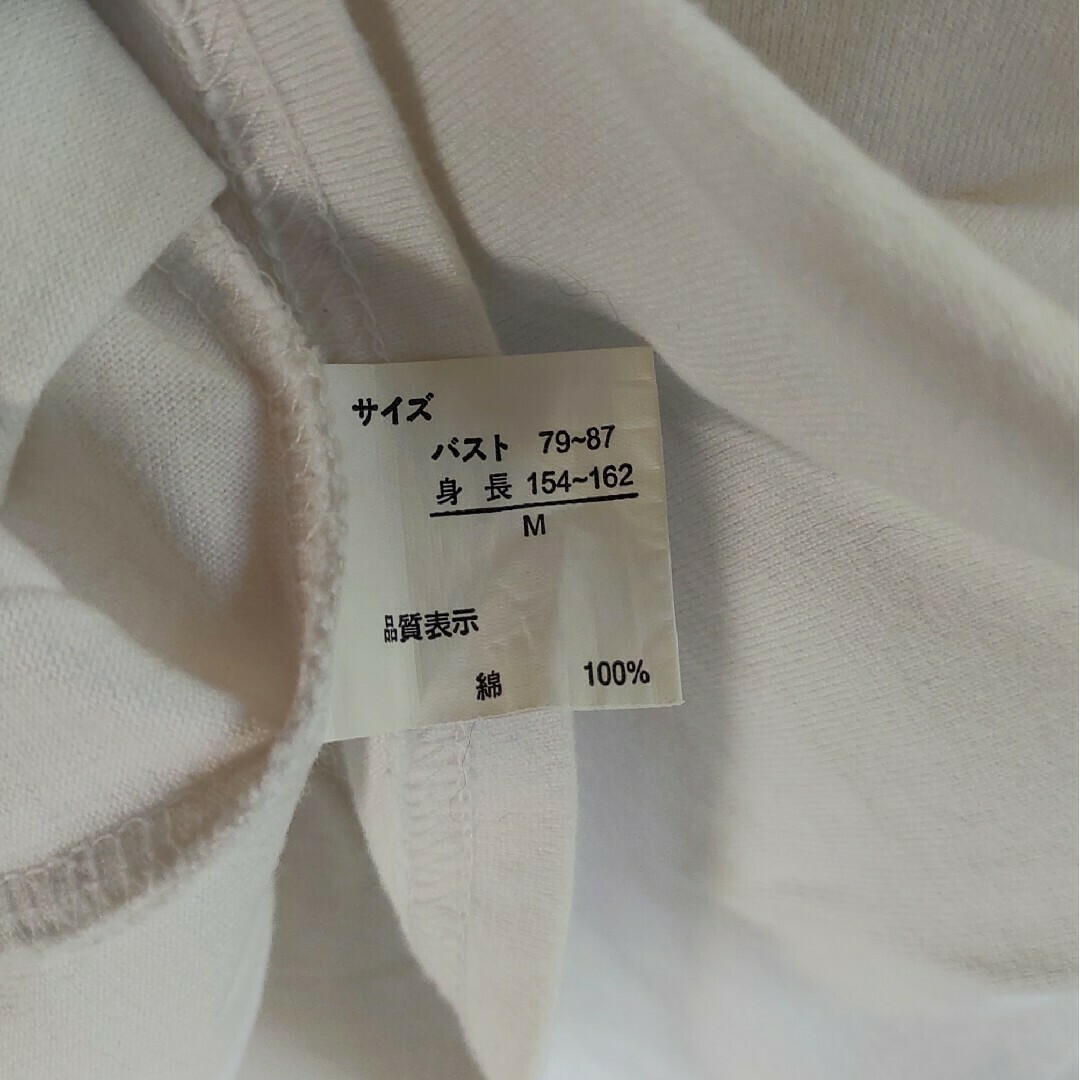 サイズ
バスト 79~87
身長 154~162
M
品質表示
綿 100%